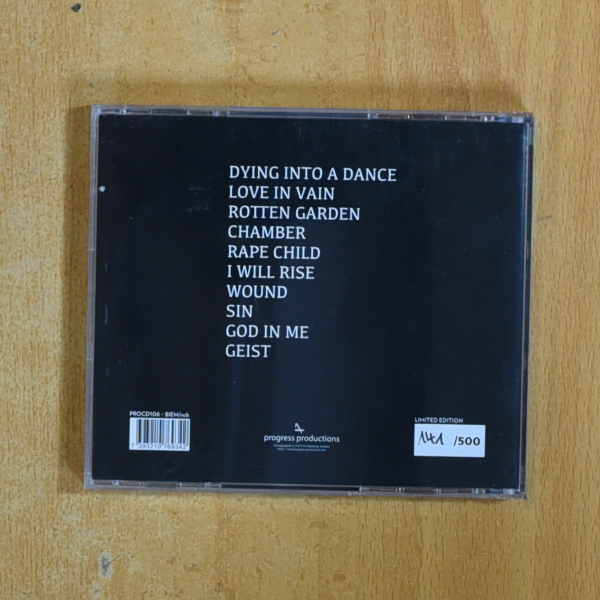 DYING INTO A DANCE
LOVE IN VAIN
ROTTEN GARDEN
CHAMBER
RAPE CHILD
I WILL RISE
WOUND
SIN
GOD IN ME
GEIST
PROCD106 - BIEM/ncb
progress productions
LIMITED EDITION
141 /500